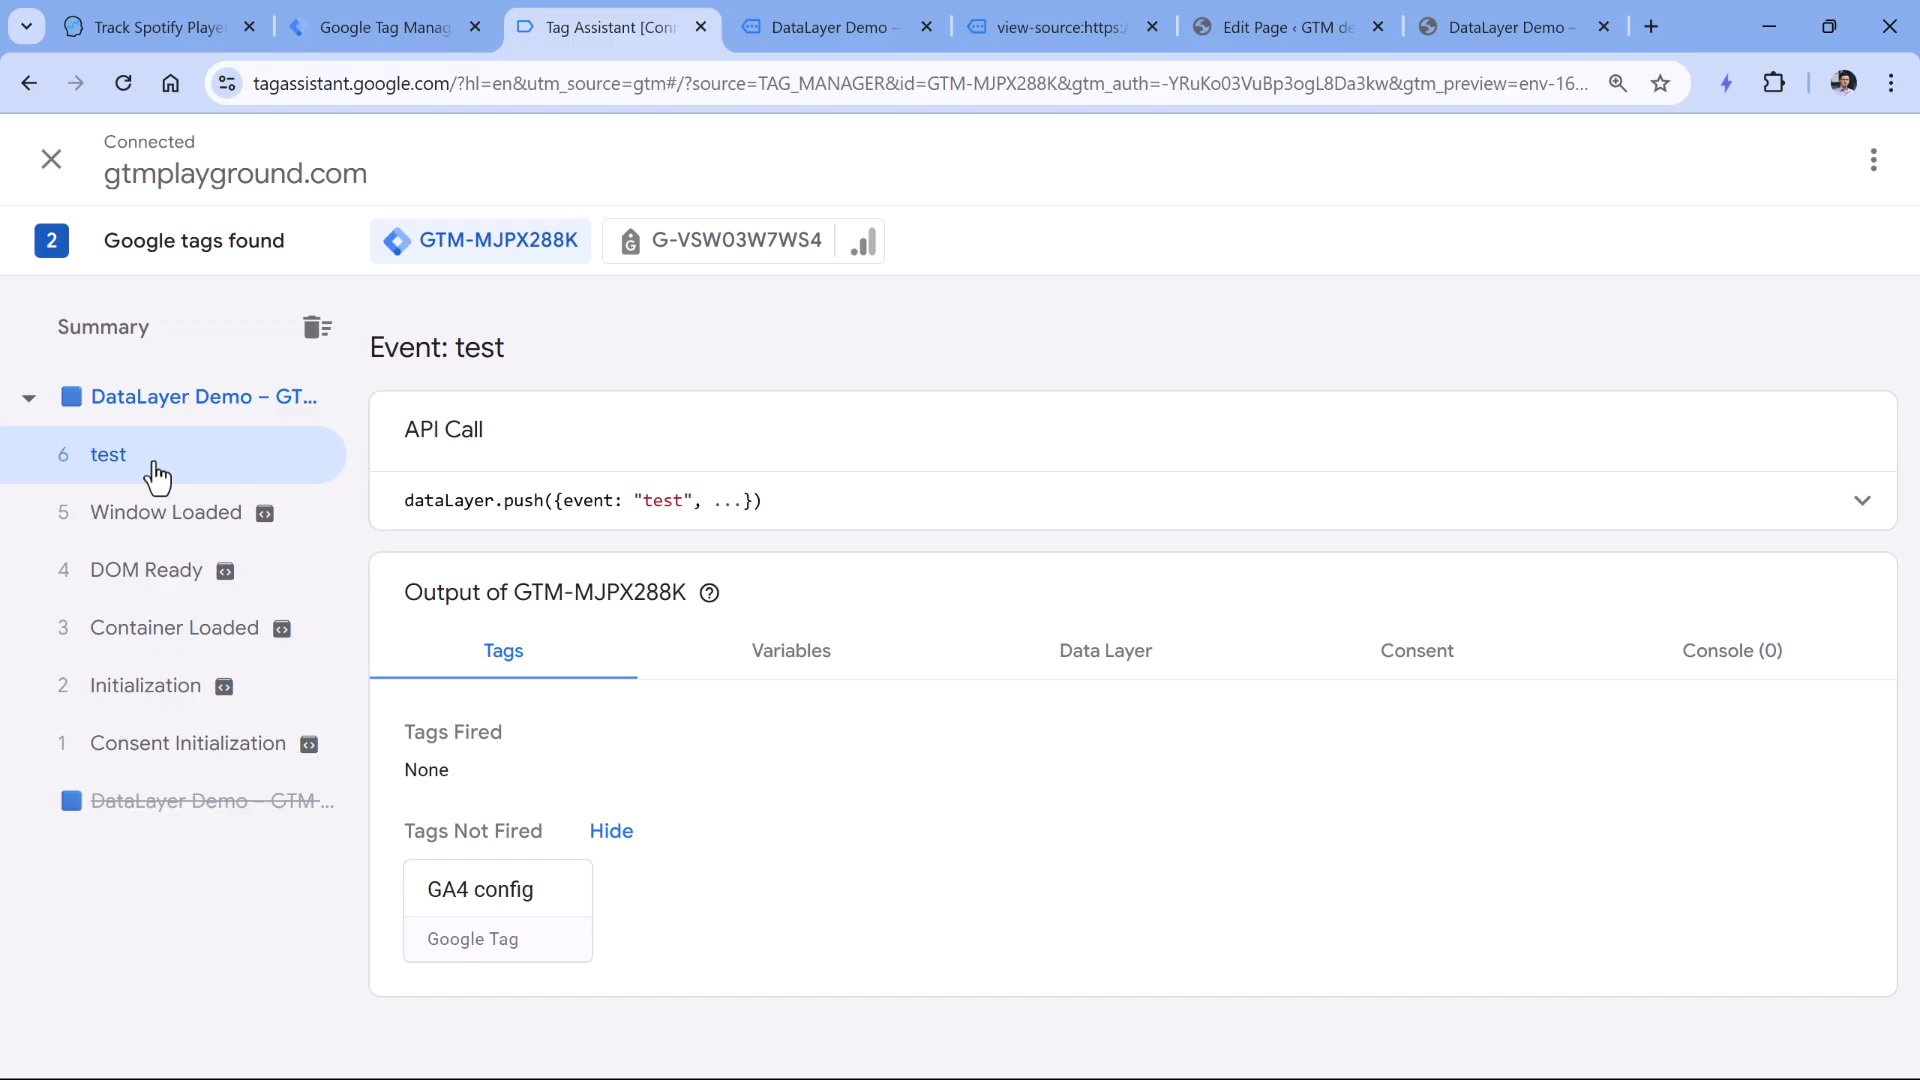 Track Spotify Playe
Google Tag Manag
Tag Assistant [Conn
DataLayer Demo –
view-source:https:/
Edit Page ‹ GTM de
DataLayer Demo –
tagassistant.google.com/?hl=en&utm_source=gtm#/?source=TAG_MANAGER&id=GTM-MJPX288K&gtm_auth=-YRuKo03VuBp3ogL8Da3kw&gtm_preview=env-16...
Connected
gtmplayground.com
2 Google tags found
GTM-MJPX288K
G G-VSW03W7WS4
Summary
DataLayer Demo – GT...
6 test
5 Window Loaded
4 DOM Ready
3 Container Loaded
2 Initialization
1 Consent Initialization
DataLayer Demo – GTM ...
Event: test
API Call
dataLayer.push({event: "test", ...})
Output of GTM-MJPX288K
Tags Variables Data Layer Consent Console (0)
Tags Fired
None
Tags Not Fired Hide
GA4 config
Google Tag